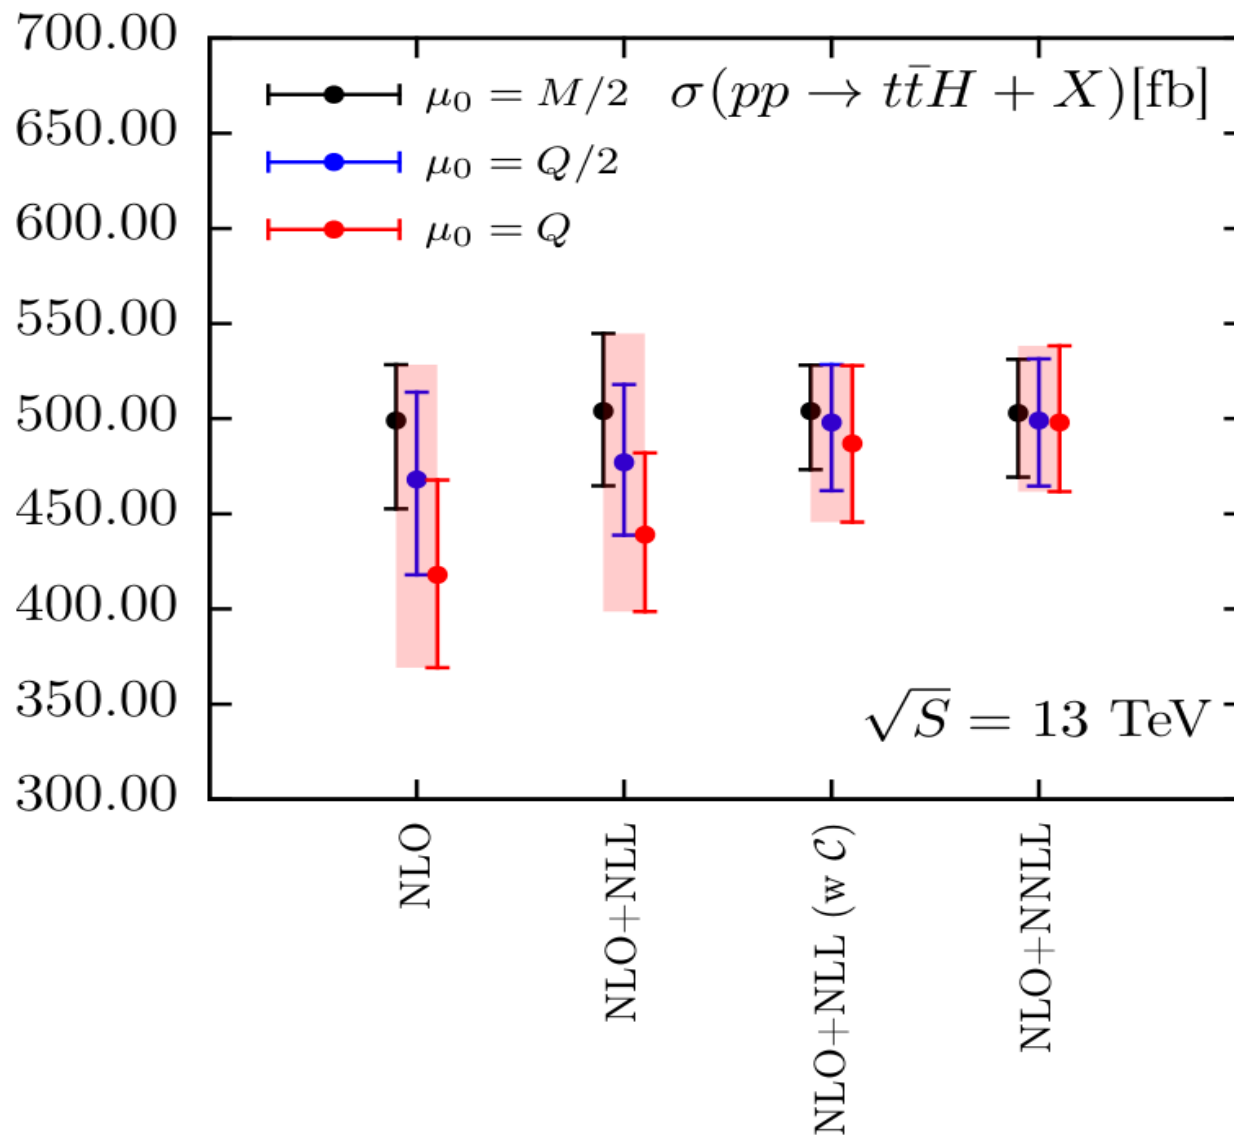 700.00
650.00
600.00
550.00
500.00
450.00
400.00
350.00
300.00
μ₀ = M/2
μ₀ = Q/2
μ₀ = Q
σ(pp → tt̄H + X)[fb]
√S = 13 TeV
NLO
NLO+NLL
NLO+NLL (w 𝒞)
NLO+NNLL